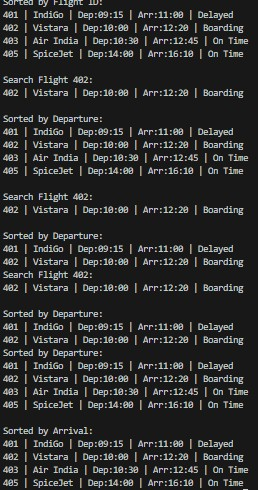 Sorted by Flight ID:
401 | IndiGo | Dep:09:15 | Arr:11:00 | Delayed
402 | Vistara | Dep:10:00 | Arr:12:20 | Boarding
403 | Air India | Dep:10:30 | Arr:12:45 | On Time
405 | SpiceJet | Dep:14:00 | Arr:16:10 | On Time
Search Flight 402:
402 | Vistara | Dep:10:00 | Arr:12:20 | Boarding
Sorted by Departure:
401 | IndiGo | Dep:09:15 | Arr:11:00 | Delayed
402 | Vistara | Dep:10:00 | Arr:12:20 | Boarding
403 | Air India | Dep:10:30 | Arr:12:45 | On Time
405 | SpiceJet | Dep:14:00 | Arr:16:10 | On Time
Search Flight 402:
402 | Vistara | Dep:10:00 | Arr:12:20 | Boarding
Sorted by Departure:
401 | IndiGo | Dep:09:15 | Arr:11:00 | Delayed
402 | Vistara | Dep:10:00 | Arr:12:20 | Boarding
Search Flight 402:
402 | Vistara | Dep:10:00 | Arr:12:20 | Boarding
Sorted by Departure:
401 | IndiGo | Dep:09:15 | Arr:11:00 | Delayed
402 | Vistara | Dep:10:00 | Arr:12:20 | Boarding
Sorted by Departure:
401 | IndiGo | Dep:09:15 | Arr:11:00 | Delayed
402 | Vistara | Dep:10:00 | Arr:12:20 | Boarding
403 | Air India | Dep:10:30 | Arr:12:45 | On Time
405 | SpiceJet | Dep:14:00 | Arr:16:10 | On Time
Sorted by Arrival:
401 | IndiGo | Dep:09:15 | Arr:11:00 | Delayed
402 | Vistara | Dep:10:00 | Arr:12:20 | Boarding
403 | Air India | Dep:10:30 | Arr:12:45 | On Time
405 | SpiceJet | Dep:14:00 | Arr:16:10 | On Time